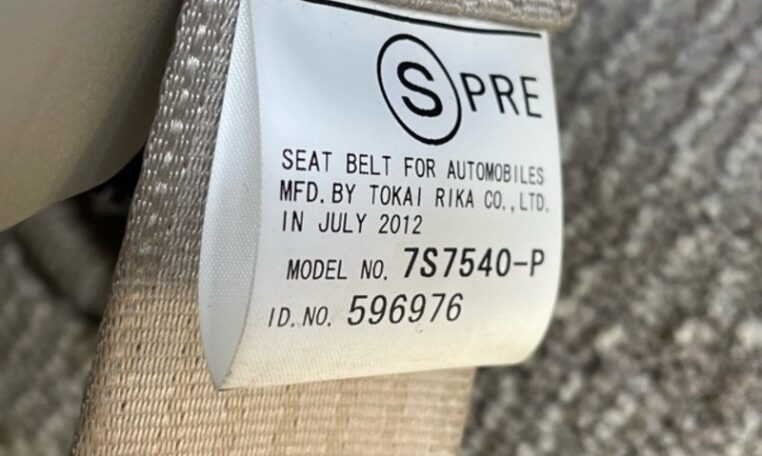 S PRE
SEAT BELT FOR AUTOMOBILES
MFD. BY TOKAI RIKA CO.,LTD.
IN JULY 2012
MODEL NO. 7S7540-P
ID. NO. 596976